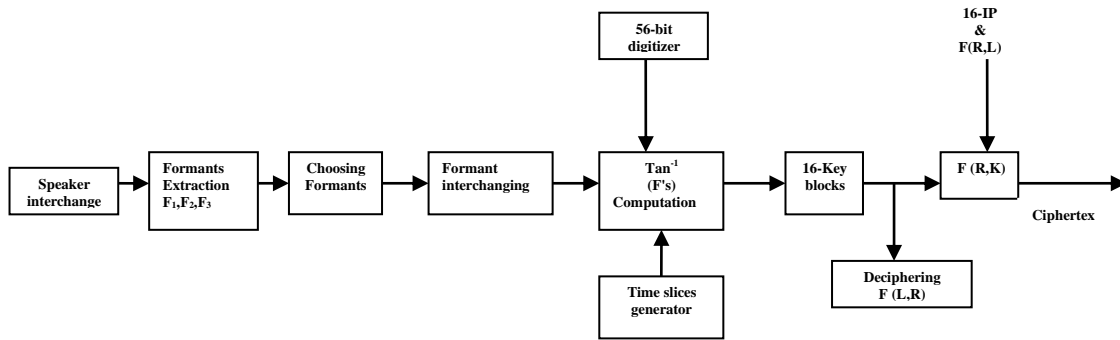 56-bit
digitizer
16-IP
&
F(R,L)
Speaker
interchange
Formants
Extraction
F₁,F₂,F₃
Choosing
Formants
Formant
interchanging
Tan⁻¹
(F's)
Computation
16-Key
blocks
F (R,K)
Ciphertex
Time slices
generator
Deciphering
F (L,R)